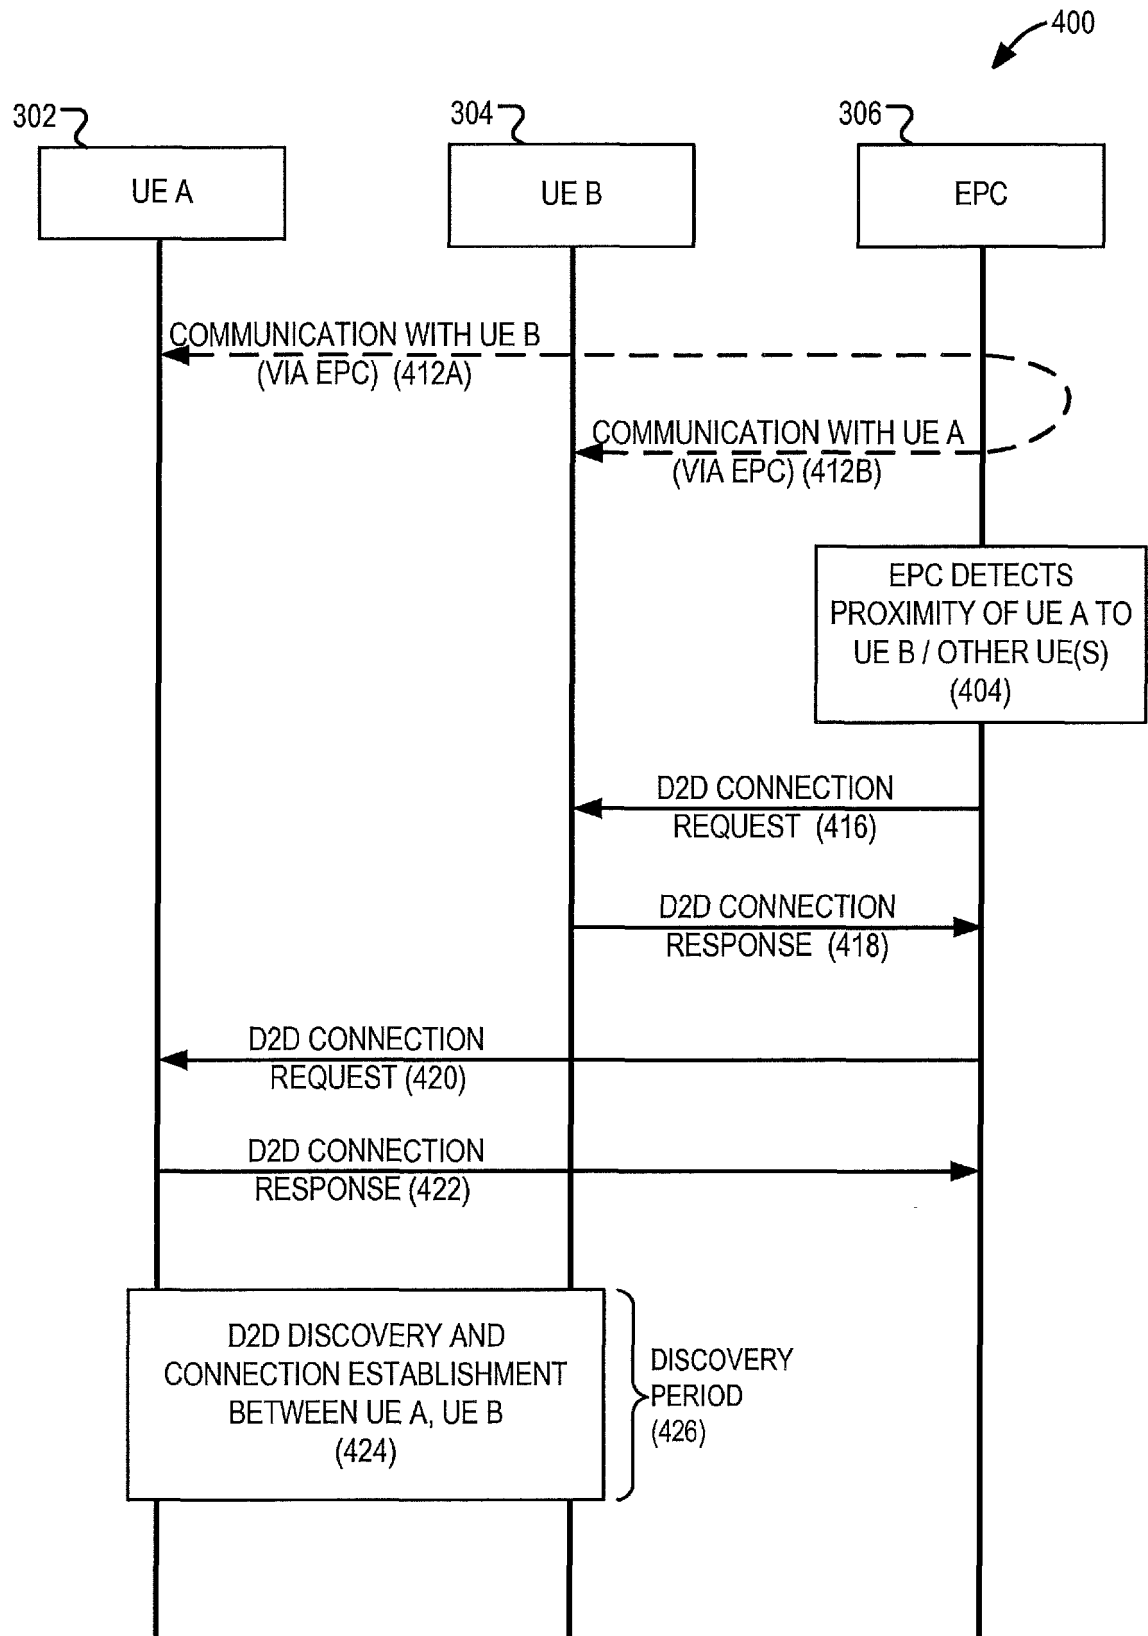 400
302
304
306
UE A
UE B
EPC
COMMUNICATION WITH UE B
(VIA EPC) (412A)
COMMUNICATION WITH UE A
(VIA EPC) (412B)
EPC DETECTS
PROXIMITY OF UE A TO
UE B / OTHER UE(S)
(404)
D2D CONNECTION
REQUEST (416)
D2D CONNECTION
RESPONSE (418)
D2D CONNECTION
REQUEST (420)
D2D CONNECTION
RESPONSE (422)
D2D DISCOVERY AND
CONNECTION ESTABLISHMENT
BETWEEN UE A, UE B
(424)
DISCOVERY
PERIOD
(426)